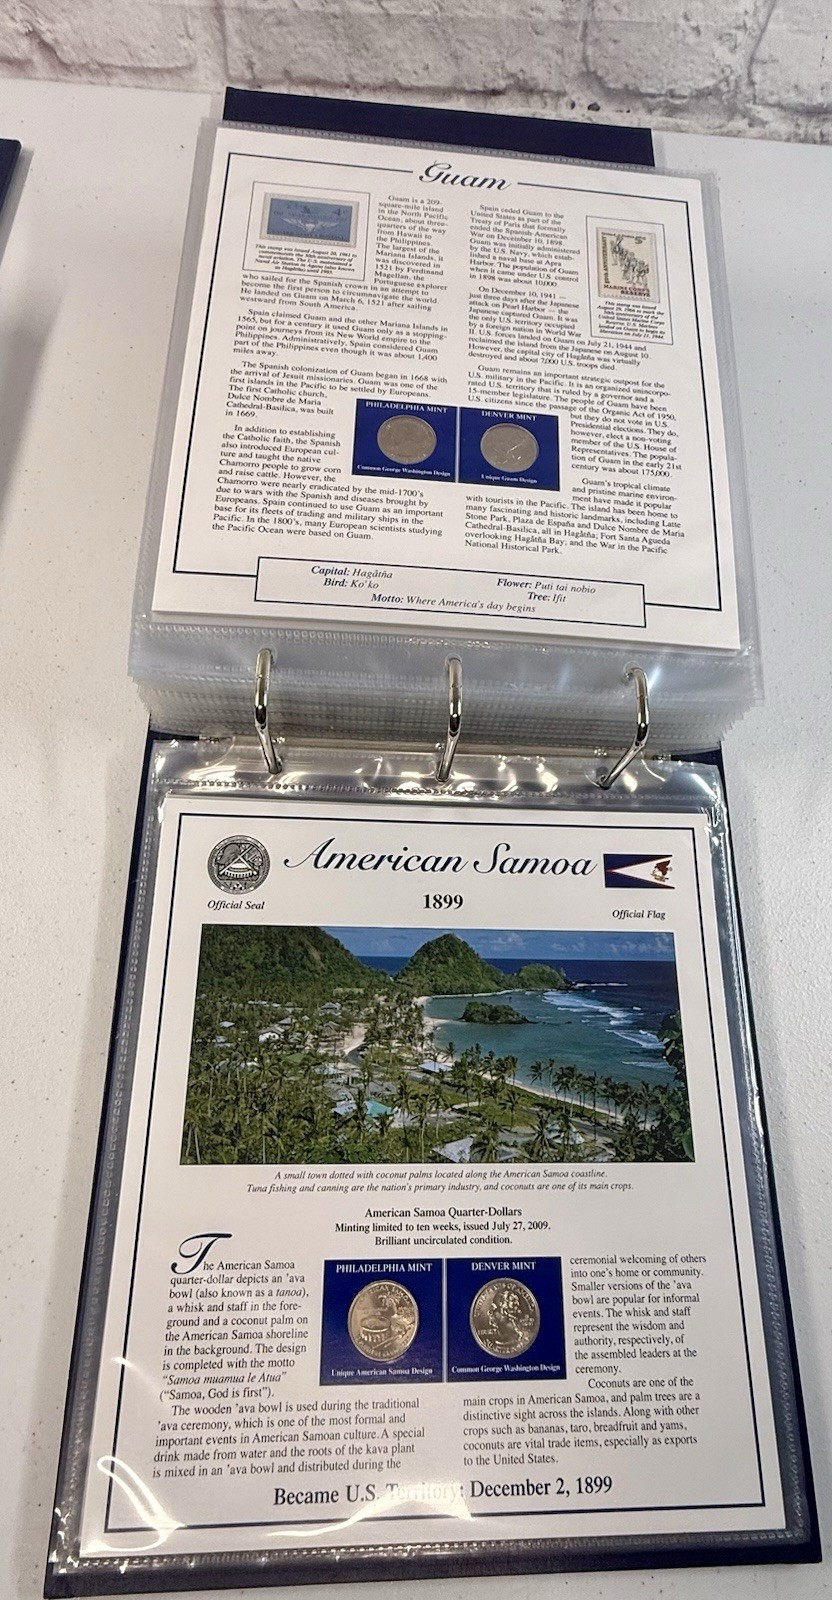 Guam
Guam is a 209-
square-mile island
in the North Pacific
Ocean, about three-
quarters of the way
from Hawaii to
the Philippines.
The largest of the
Mariana Islands, it
was discovered in
1521 by Ferdinand
Magellan, the
Portuguese explorer
who sailed for the Spanish crown in an attempt to
become the first person to circumnavigate the world.
He landed on Guam on March 6, 1521 after sailing
westward from South America.
Spain claimed Guam and the other Mariana Islands in
1565, but for a century it used Guam only as a stopping-
point on journeys from its New World empire to the
Philippines. Administratively, Spain considered Guam
part of the Philippines even though it was about 1,400
miles away.
The Spanish colonization of Guam began in 1668 with
the arrival of Jesuit missionaries. Guam was one of the
first islands in the Pacific to be settled by Europeans.
The first Catholic church,
Dulce Nombre de Maria
Cathedral-Basilica, was built
in 1669.
In addition to establishing
the Catholic faith, the Spanish
also introduced European cul-
ture and taught the native
Chamorro people to grow corn
and raise cattle. However, the
Chamorro were nearly eradicated by the mid-1700's
due to wars with the Spanish and diseases brought by
Europeans. Spain continued to use Guam as an important
base for its fleets of trading and military ships in the
Pacific. In the 1800's, many European scientists studying
the Pacific Ocean were based on Guam.
PHILADELPHIA MINT
Common George Washington Design
DENVER MINT
Unique Guam Design
Spain ceded Guam to the
United States as part of the
Treaty of Paris that formally
ended the Spanish-American
War on December 10, 1898.
Guam was initially administered
by the U.S. Navy, which estab-
lished a naval base at Apra
Harbor. The population of Guam
when it came under U.S. control
in 1898 was about 10,000.
On December 10, 1941 —
just three days after the Japanese
attack on Pearl Harbor — the
Japanese captured Guam. It was
the only U.S. territory occupied
by a foreign nation in World War
II. U.S. forces landed on Guam on July 21, 1944 and
reclaimed the island from the Japanese on August 10.
However, the capital city of Hagåtña was virtually
destroyed and about 7,000 U.S. troops died.
Guam remains an important strategic outpost for the
U.S. military in the Pacific. It is an organized unincorpo-
rated U.S. territory that is ruled by a governor and a
15-member legislature. The people of Guam have been
U.S. citizens since the passage of the Organic Act of 1950,
but they do not vote in U.S.
Presidential elections. They do,
however, elect a non-voting
member of the U.S. House of
Representatives. The popula-
tion of Guam in the early 21st
century was about 175,000.
Guam's tropical climate
and pristine marine environ-
ment have made it popular
with tourists in the Pacific. The island has been home to
many fascinating and historic landmarks, including Latte
Stone Park, Plaza de España and Dulce Nombre de Maria
Cathedral-Basilica, all in Hagåtña; Fort Santa Agueda
overlooking Hagåtña Bay; and the War in the Pacific
National Historical Park.
Capital: Hagåtña
Flower: Puti tai nobio
Bird: Ko'ko
Tree: Ifit
Motto: Where America's day begins
American Samoa
1899
Official Seal
Official Flag
A small town dotted with coconut palms located along the American Samoa coastline.
Tuna fishing and canning are the nation's primary industry, and coconuts are one of its main crops.
American Samoa Quarter-Dollars
Minting limited to ten weeks, issued July 27, 2009.
Brilliant uncirculated condition.
The American Samoa
quarter-dollar depicts an 'ava
bowl (also known as a tanoa),
a whisk and staff in the fore-
ground and a coconut palm on
the American Samoa shoreline
in the background. The design
is completed with the motto
"Samoa muamua le Atua"
("Samoa, God is first").
The wooden 'ava bowl is used during the traditional
'ava ceremony, which is one of the most formal and
important events in American Samoan culture. A special
drink made from water and the roots of the kava plant
is mixed in an 'ava bowl and distributed during the
PHILADELPHIA MINT
Unique American Samoa Design
DENVER MINT
Common George Washington Design
ceremonial welcoming of others
into one's home or community.
Smaller versions of the 'ava
bowl are popular for informal
events. The whisk and staff
represent the wisdom and
authority, respectively, of
the assembled leaders at the
ceremony.
Coconuts are one of the
main crops in American Samoa, and palm trees are a
distinctive sight across the islands. Along with other
crops such as bananas, taro, breadfruit and yams,
coconuts are vital trade items, especially as exports
to the United States.
Became U.S. Territory: December 2, 1899